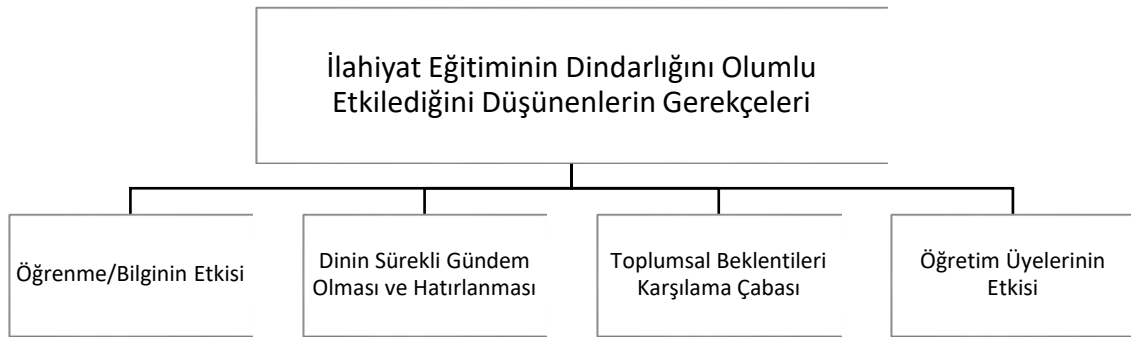 İlahiyat Eğitiminin Dindarlığını Olumlu
Etkilediğini Düşünenlerin Gerekçeleri
Öğrenme/Bilginin Etkisi
Dinin Sürekli Gündem
Olması ve Hatırlanması
Toplumsal Beklentileri
Karşılama Çabası
Öğretim Üyelerinin
Etkisi